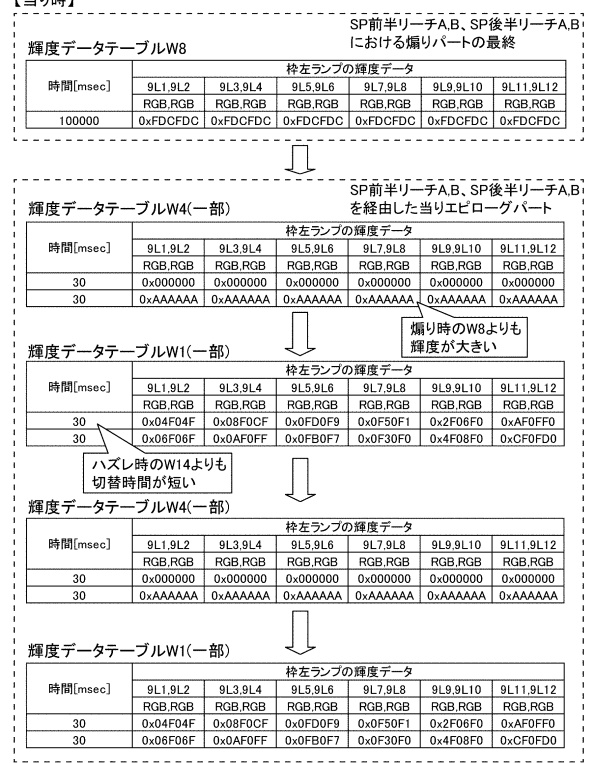 【当り時】
SP前半リーチA,B、SP後半リーチA,B
における煽りパートの最終
輝度データテーブルW8
時間[msec] 枠左ランプの輝度データ
9L1,9L2 9L3,9L4 9L5,9L6 9L7,9L8 9L9,9L10 9L11,9L12
RGB,RGB RGB,RGB RGB,RGB RGB,RGB RGB,RGB RGB,RGB
100000 0xFDCFDC 0xFDCFDC 0xFDCFDC 0xFDCFDC 0xFDCFDC 0xFDCFDC
SP前半リーチA,B、SP後半リーチA,B
を経由した当りエピローグパート
輝度データテーブルW4(一部)
時間[msec] 枠左ランプの輝度データ
9L1,9L2 9L3,9L4 9L5,9L6 9L7,9L8 9L9,9L10 9L11,9L12
RGB,RGB RGB,RGB RGB,RGB RGB,RGB RGB,RGB RGB,RGB
30 0x000000 0x000000 0x000000 0x000000 0x000000 0x000000
30 0xAAAAAA 0xAAAAAA 0xAAAAAA 0xAAAAAA 0xAAAAAA 0xAAAAAA
煽り時のW8よりも
輝度が大きい
輝度データテーブルW1(一部)
時間[msec] 枠左ランプの輝度データ
9L1,9L2 9L3,9L4 9L5,9L6 9L7,9L8 9L9,9L10 9L11,9L12
RGB,RGB RGB,RGB RGB,RGB RGB,RGB RGB,RGB RGB,RGB
30 0x04F04F 0x08F0CF 0x0FD0F9 0x0F50F1 0x2F06F0 0xAF0FF0
30 0x06F06F 0x0AF0FF 0x0FB0F7 0x0F30F0 0x4F08F0 0xCF0FD0
ハズレ時のW14よりも
切替時間が短い
輝度データテーブルW4(一部)
時間[msec] 枠左ランプの輝度データ
9L1,9L2 9L3,9L4 9L5,9L6 9L7,9L8 9L9,9L10 9L11,9L12
RGB,RGB RGB,RGB RGB,RGB RGB,RGB RGB,RGB RGB,RGB
30 0x000000 0x000000 0x000000 0x000000 0x000000 0x000000
30 0xAAAAAA 0xAAAAAA 0xAAAAAA 0xAAAAAA 0xAAAAAA 0xAAAAAA
輝度データテーブルW1(一部)
時間[msec] 枠左ランプの輝度データ
9L1,9L2 9L3,9L4 9L5,9L6 9L7,9L8 9L9,9L10 9L11,9L12
RGB,RGB RGB,RGB RGB,RGB RGB,RGB RGB,RGB RGB,RGB
30 0x04F04F 0x08F0CF 0x0FD0F9 0x0F50F1 0x2F06F0 0xAF0FF0
30 0x06F06F 0x0AF0FF 0x0FB0F7 0x0F30F0 0x4F08F0 0xCF0FD0